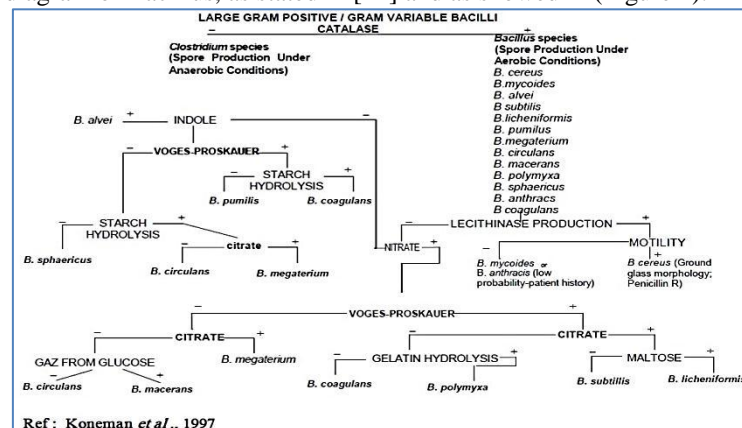 LARGE GRAM POSITIVE / GRAM VARIABLE BACILLI
CATALASE
− +
Clostridium species
(Spore Production Under
Anaerobic Conditions)
Bacillus species
(Spore Production Under
Aerobic Conditions)
B. cereus
B.mycoides
B. alvei
B subtilis
B.licheniformis
B. pumilus
B.megaterium
B. circulans
B. macerans
B. polymyxa
B. sphaericus
B. anthracs
B coagulans
B. alvei + INDOLE −
− VOGES-PROSKAUER +
STARCH
HYDROLYSIS
− +
B. pumilis B. coagulans
− STARCH +
HYDROLYSIS
B. sphaericus
− citrate +
B. circulans B. megaterium
− NITRATE +
− LECITHINASE PRODUCTION +
− MOTILITY
+
B. mycoides or
B. anthracis (low
probability-patient history)
B cereus (Ground
glass morphology;
Penicillin R)
− VOGES-PROSKAUER +
− CITRATE +
GAZ FROM GLUCOSE
− +
B. circulans B. macerans
B. megaterium
− CITRATE +
− GELATIN HYDROLYSIS +
B. coagulans B. polymyxa
− MALTOSE +
B. subtillis B. licheniformis
Ref : Koneman et al ., 1997